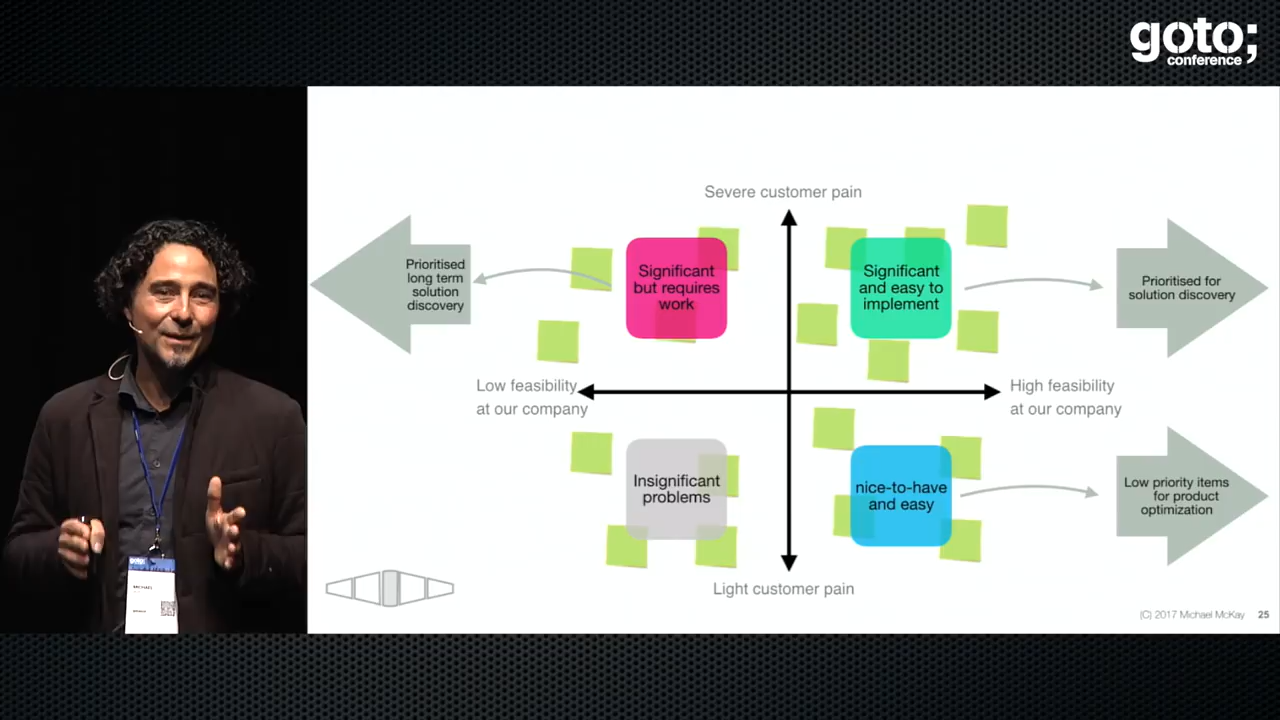 goto;
conference
Severe customer pain
Prioritised
long term
solution
discovery
Significant
but requires
work
Significant
and easy to
implement
Prioritised for
solution discovery
Low feasibility
at our company
High feasibility
at our company
Insignificant
problems
nice-to-have
and easy
Low priority items
for product
optimization
Light customer pain
(C) 2017 Michael McKay 25
goto;
MICHAEL